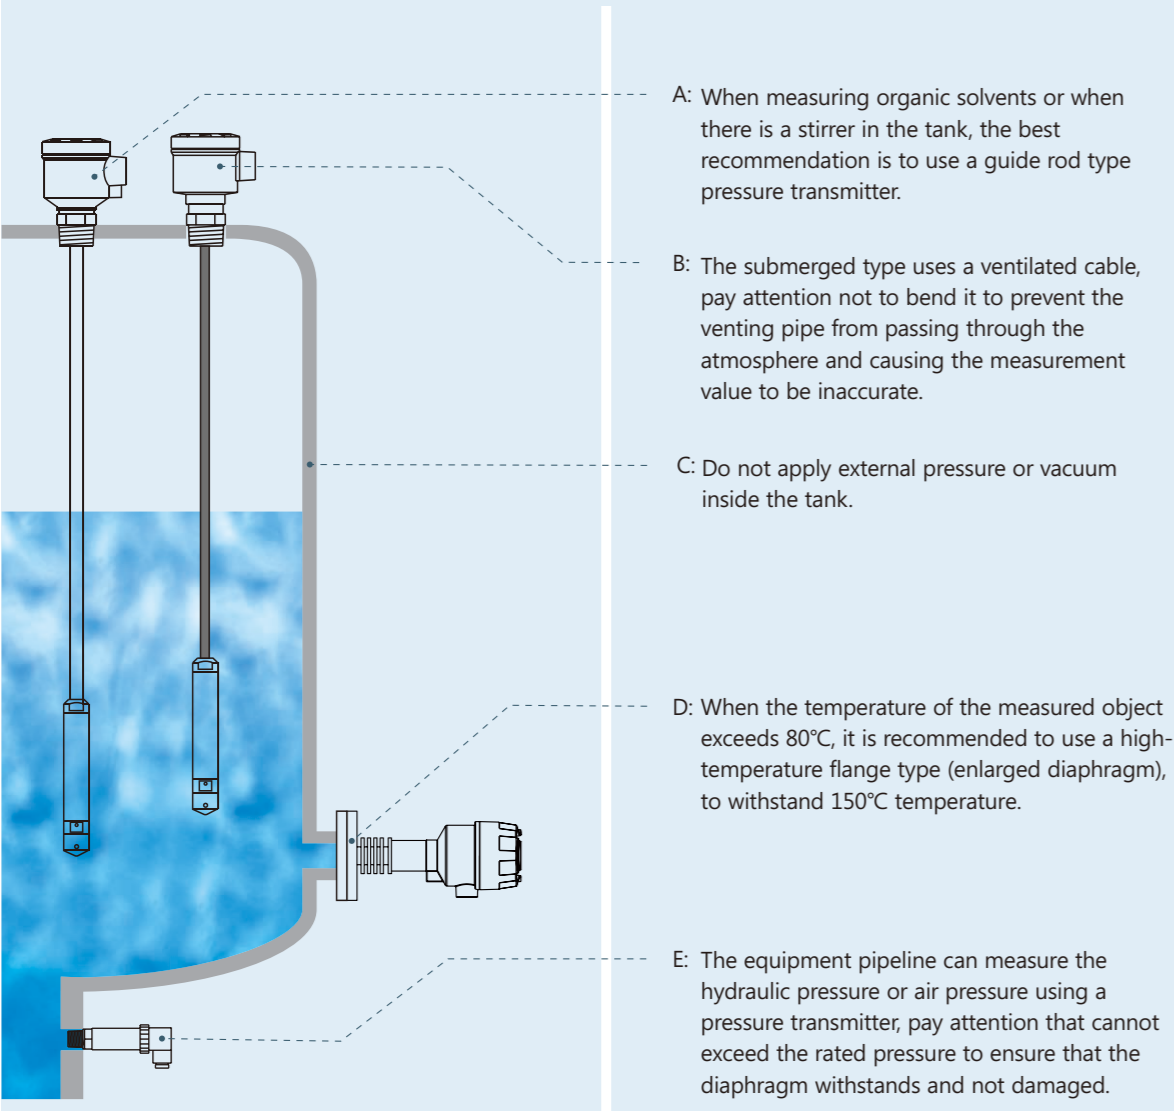 A: When measuring organic solvents or when
there is a stirrer in the tank, the best
recommendation is to use a guide rod type
pressure transmitter.
B: The submerged type uses a ventilated cable,
pay attention not to bend it to prevent the
venting pipe from passing through the
atmosphere and causing the measurement
value to be inaccurate.
C: Do not apply external pressure or vacuum
inside the tank.
D: When the temperature of the measured object
exceeds 80℃, it is recommended to use a high-
temperature flange type (enlarged diaphragm),
to withstand 150℃ temperature.
E: The equipment pipeline can measure the
hydraulic pressure or air pressure using a
pressure transmitter, pay attention that cannot
exceed the rated pressure to ensure that the
diaphragm withstands and not damaged.